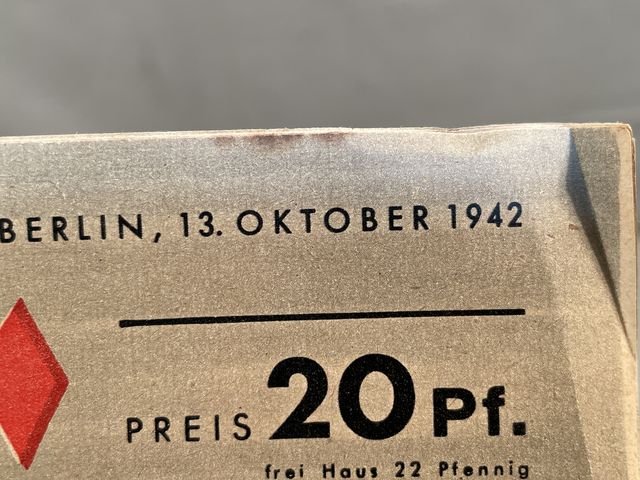 BERLIN, 13. OKTOBER 1942
PREIS 20 Pf.
frei Haus 22 Pfennig